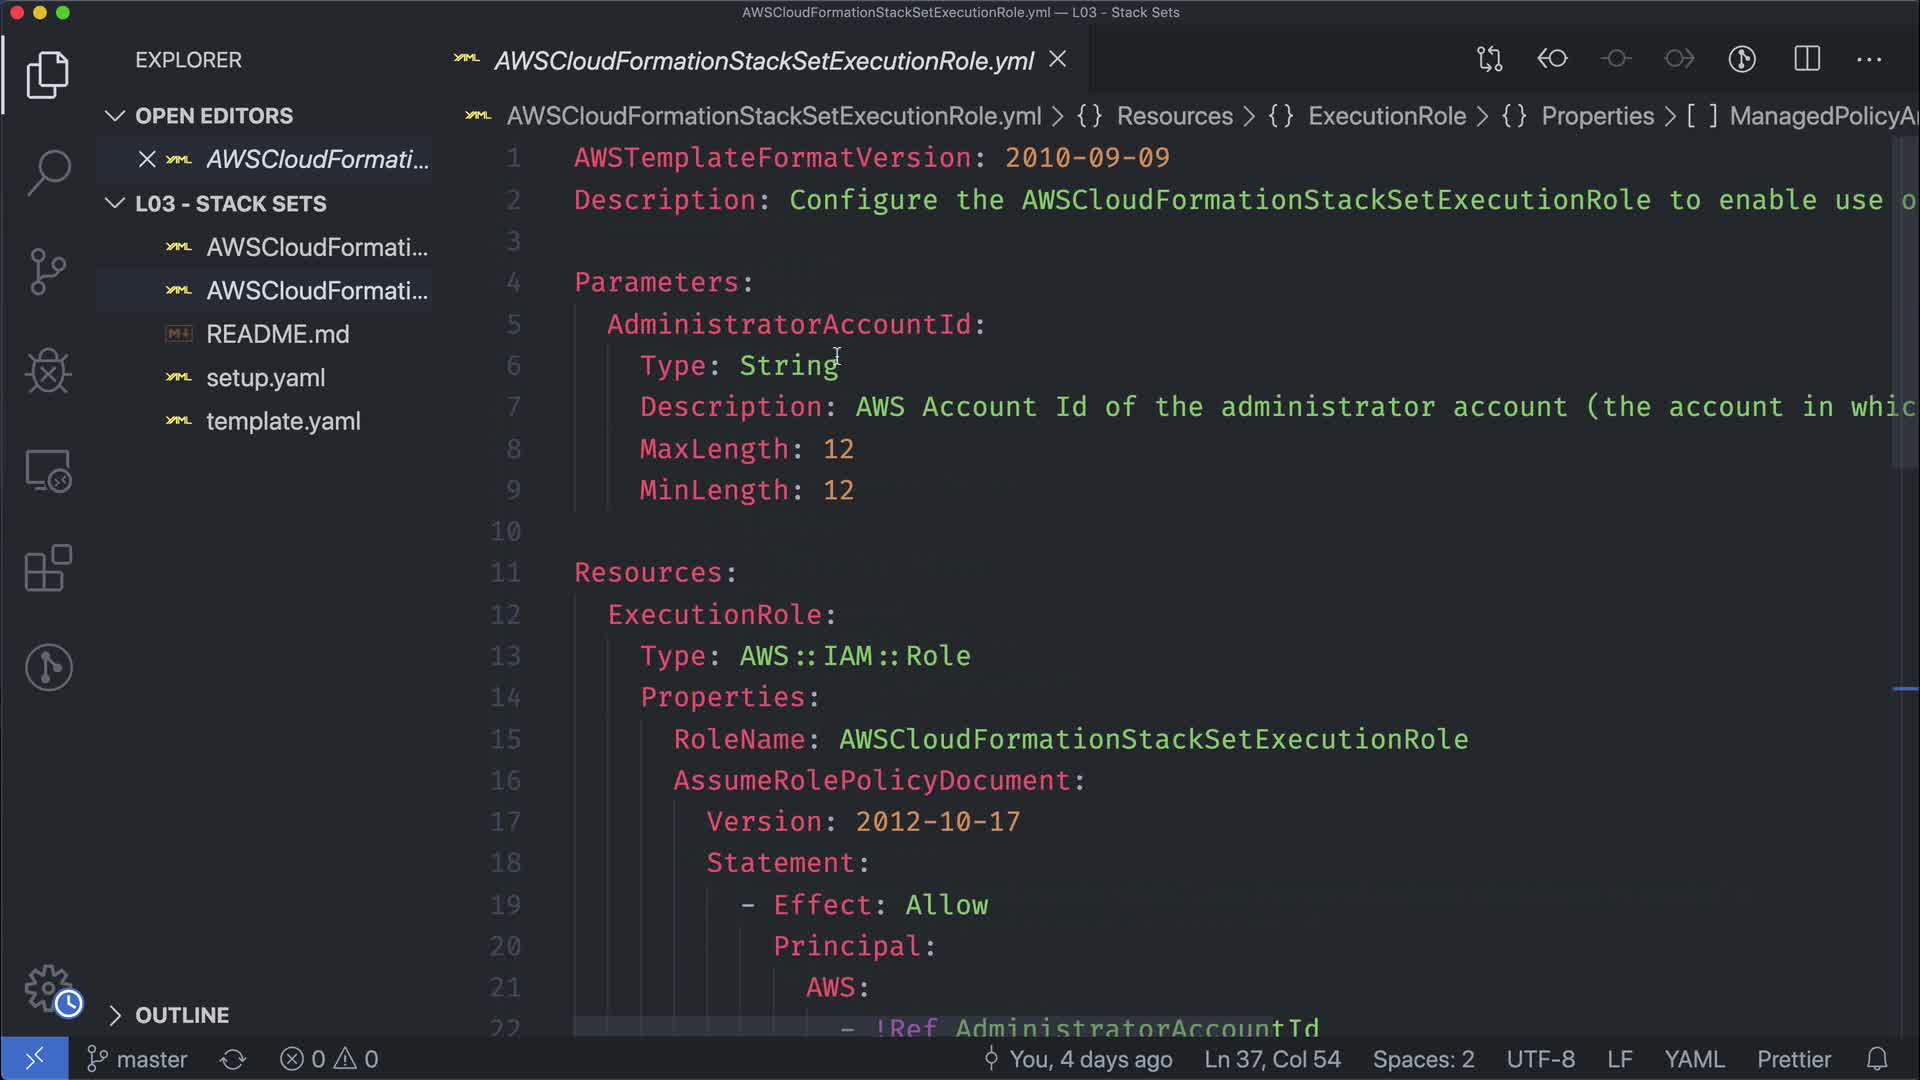 AWSCloudFormationStackSetExecutionRole.yml — L03 - Stack Sets
EXPLORER
OPEN EDITORS
AWSCloudFormati...
L03 - STACK SETS
AWSCloudFormati...
AWSCloudFormati...
README.md
setup.yaml
template.yaml
OUTLINE
AWSCloudFormationStackSetExecutionRole.yml
AWSCloudFormationStackSetExecutionRole.yml > {} Resources > {} ExecutionRole > {} Properties > [ ] ManagedPolicyA
1 AWSTemplateFormatVersion: 2010-09-09
2 Description: Configure the AWSCloudFormationStackSetExecutionRole to enable use o
3
4 Parameters:
5 AdministratorAccountId:
6 Type: String
7 Description: AWS Account Id of the administrator account (the account in whic
8 MaxLength: 12
9 MinLength: 12
10
11 Resources:
12 ExecutionRole:
13 Type: AWS::IAM::Role
14 Properties:
15 RoleName: AWSCloudFormationStackSetExecutionRole
16 AssumeRolePolicyDocument:
17 Version: 2012-10-17
18 Statement:
19 - Effect: Allow
20 Principal:
21 AWS:
22 - !Ref AdministratorAccountId
master 0 0 You, 4 days ago Ln 37, Col 54 Spaces: 2 UTF-8 LF YAML Prettier